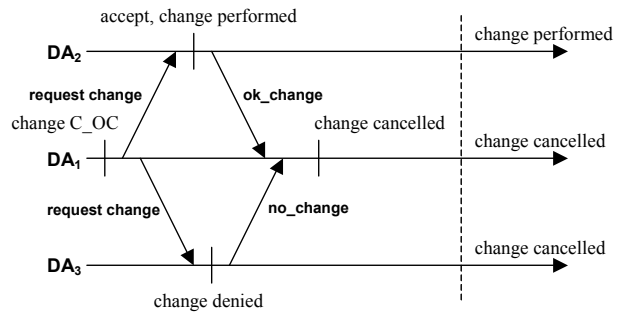 accept, change performed
change performed
DA2
request change
ok_change
change C_OC
change cancelled
change cancelled
DA1
request change
no_change
change cancelled
DA3
change denied